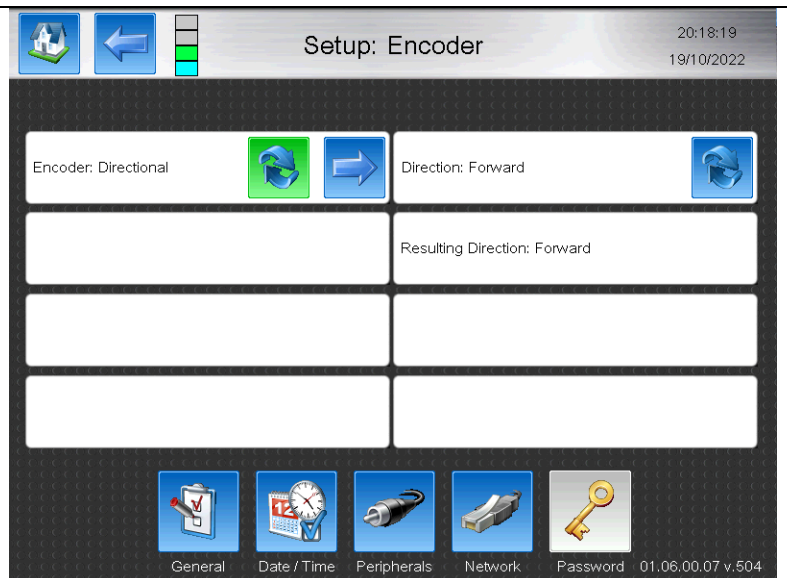 Setup: Encoder
20:18:19
19/10/2022
Encoder: Directional
Direction: Forward
Resulting Direction: Forward
12
General
Date / Time
Peripherals
Network
Password
01.06.00.07 v.504